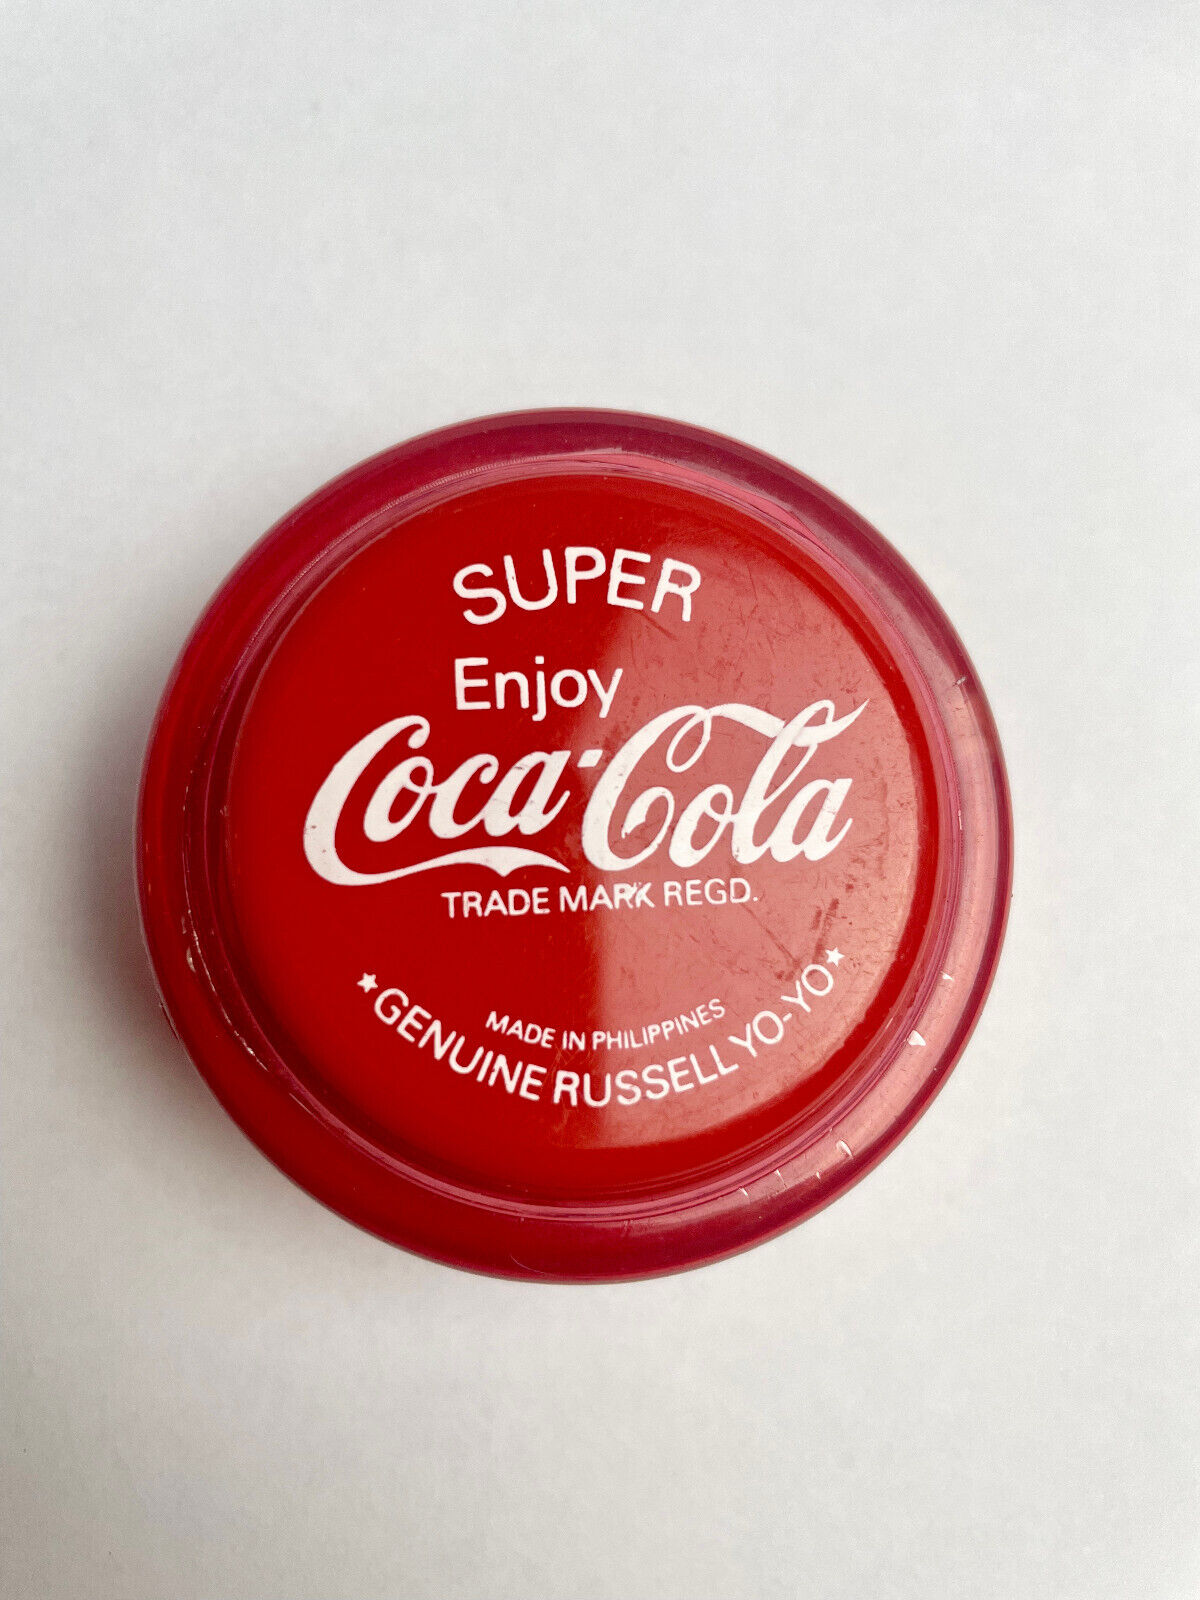 SUPER
Enjoy
Coca-Cola
TRADE MARK REGD.
MADE IN PHILIPPINES
★GENUINE RUSSELL YO-YO★